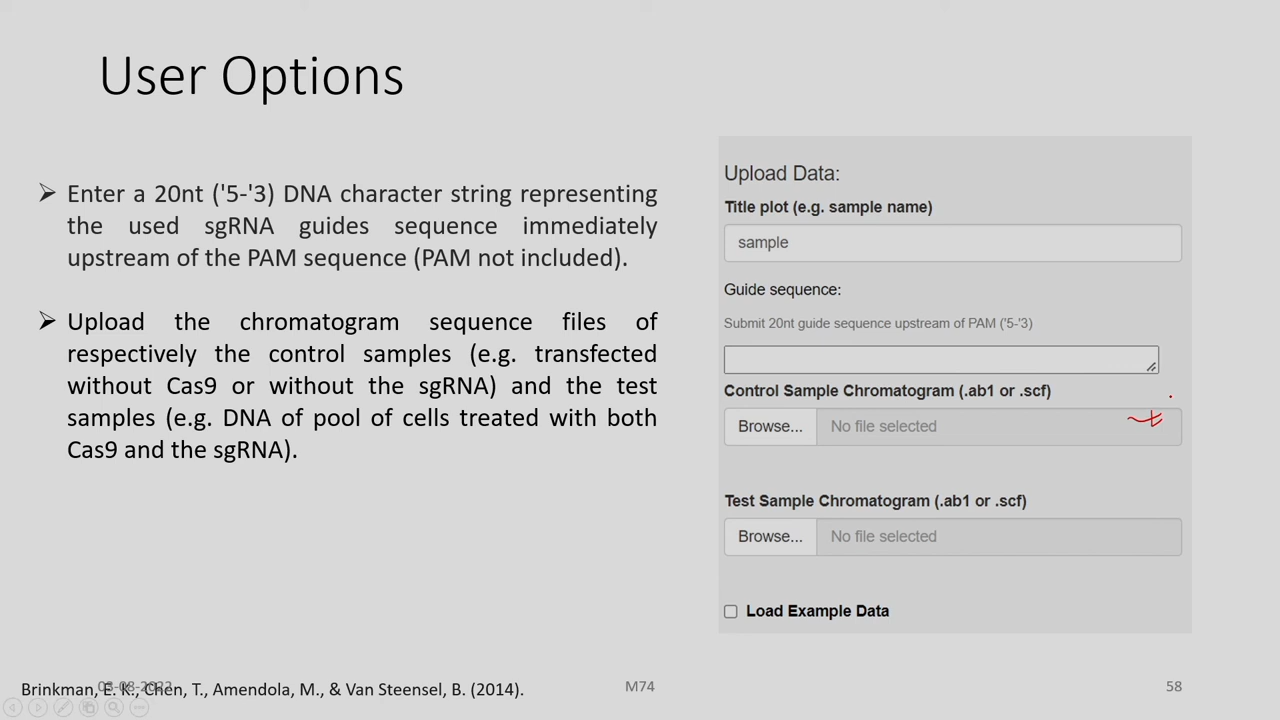 User Options
➢ Enter a 20nt ('5-'3) DNA character string representing
the used sgRNA guides sequence immediately
upstream of the PAM sequence (PAM not included).
➢ Upload the chromatogram sequence files of
respectively the control samples (e.g. transfected
without Cas9 or without the sgRNA) and the test
samples (e.g. DNA of pool of cells treated with both
Cas9 and the sgRNA).
Upload Data:
Title plot (e.g. sample name)
sample
Guide sequence:
Submit 20nt guide sequence upstream of PAM ('5-'3)
Control Sample Chromatogram (.ab1 or .scf)
Browse... No file selected
Test Sample Chromatogram (.ab1 or .scf)
Browse... No file selected
Load Example Data
Brinkman, E. K., Chen, T., Amendola, M., & Van Steensel, B. (2014).
03-08-2022
M74
58